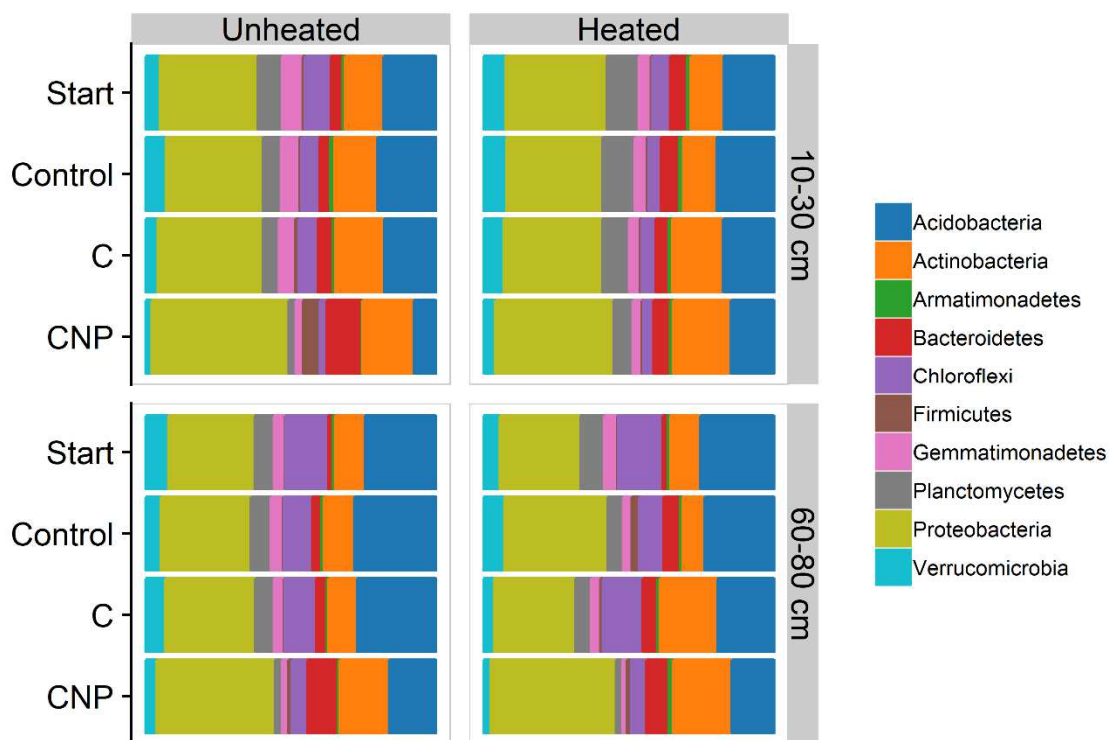 Unheated
Heated
Start
Control
C
CNP
10-30 cm
Start
Control
C
CNP
60-80 cm
Acidobacteria
Actinobacteria
Armatimonadetes
Bacteroidetes
Chloroflexi
Firmicutes
Gemmatimonadetes
Planctomycetes
Proteobacteria
Verrucomicrobia